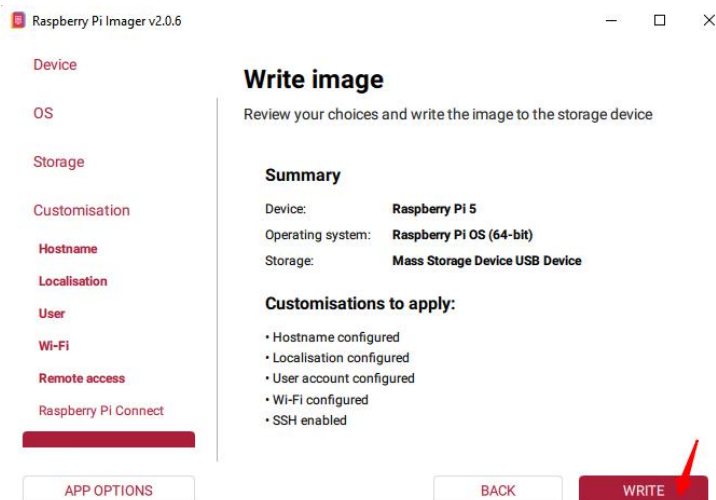 Raspberry Pi Imager v2.0.6
Device
OS
Storage
Customisation
Hostname
Localisation
User
Wi-Fi
Remote access
Raspberry Pi Connect
APP OPTIONS
Write image
Review your choices and write the image to the storage device
Summary
Device: Raspberry Pi 5
Operating system: Raspberry Pi OS (64-bit)
Storage: Mass Storage Device USB Device
Customisations to apply:
• Hostname configured
• Localisation configured
• User account configured
• Wi-Fi configured
• SSH enabled
BACK
WRITE